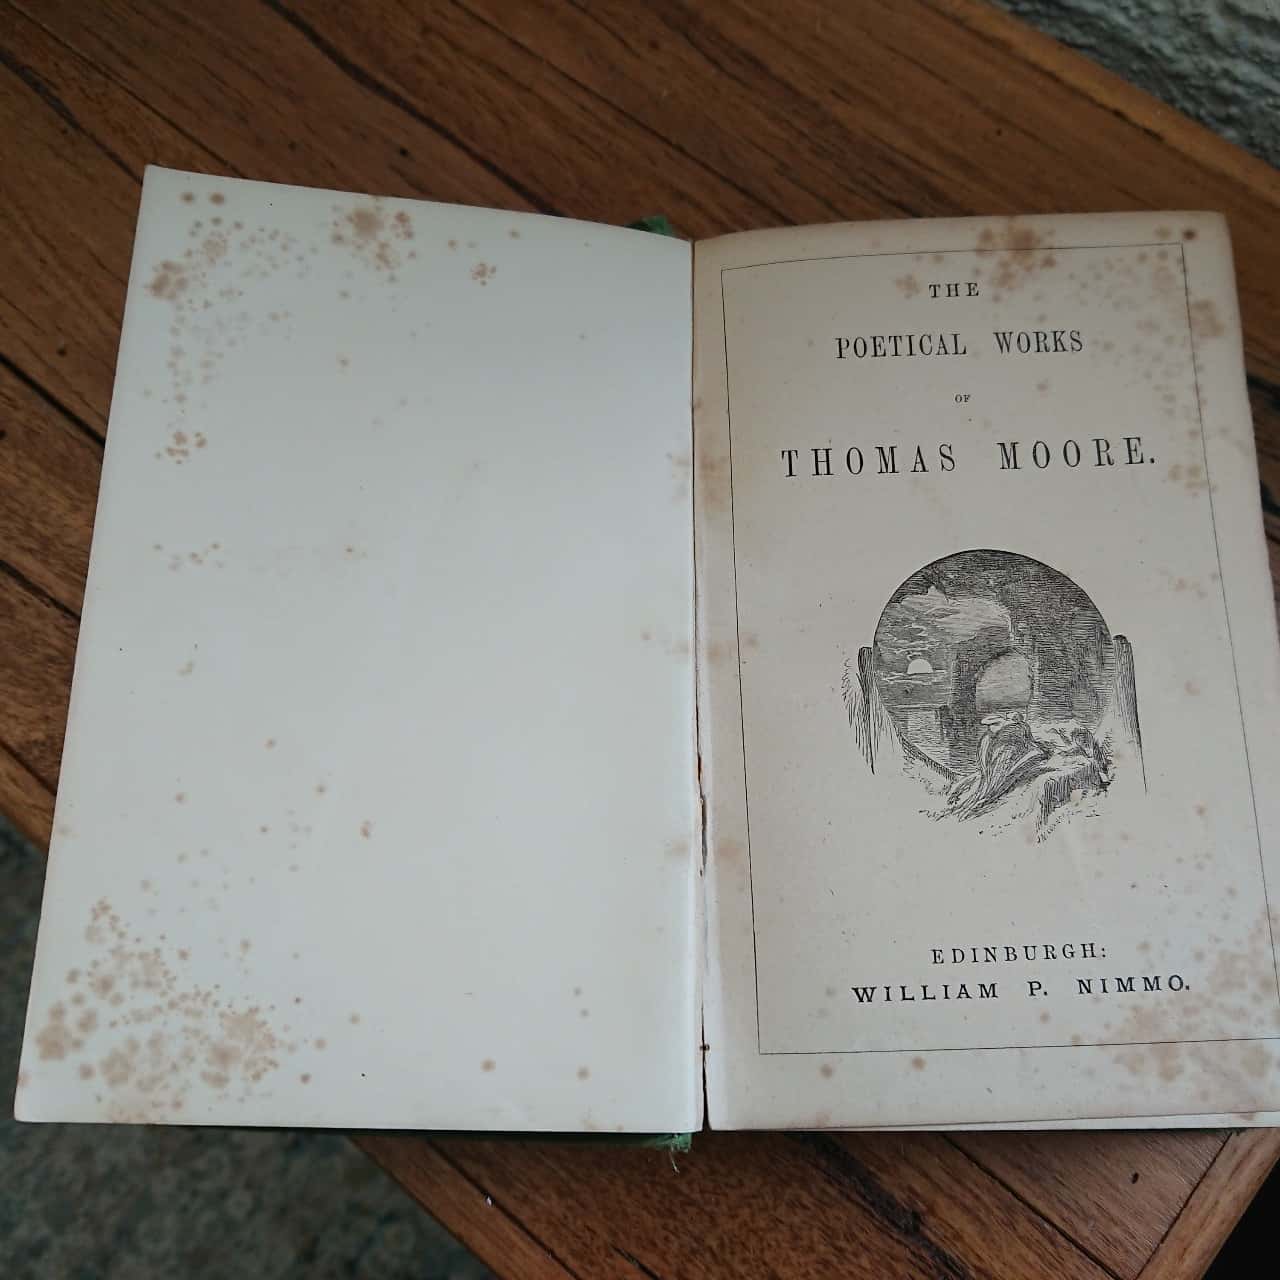 THE
POETICAL WORKS
OF
THOMAS MOORE.
EDINBURGH:
WILLIAM P. NIMMO.